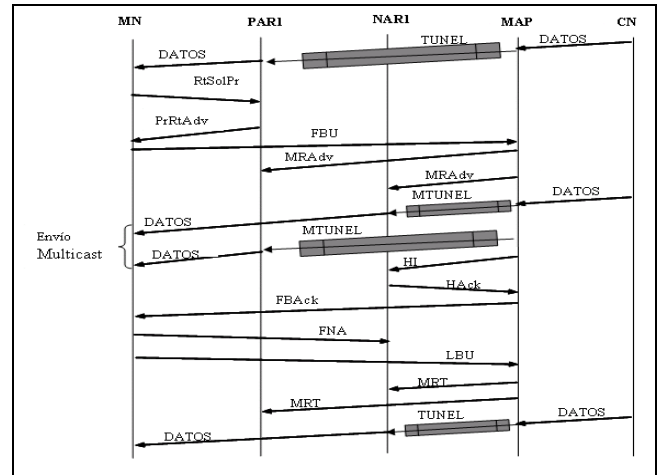 MN PAR1 NAR1 MAP CN
TUNEL
DATOS
DATOS
RtSolPr
PrRtAdv
FBU
MRAdv
MRAdv
MTUNEL
DATOS
DATOS
MTUNEL
Envío
Multicast
DATOS
HI
HAck
FBAck
FNA
LBU
MRT
MRT
TUNEL
DATOS
DATOS